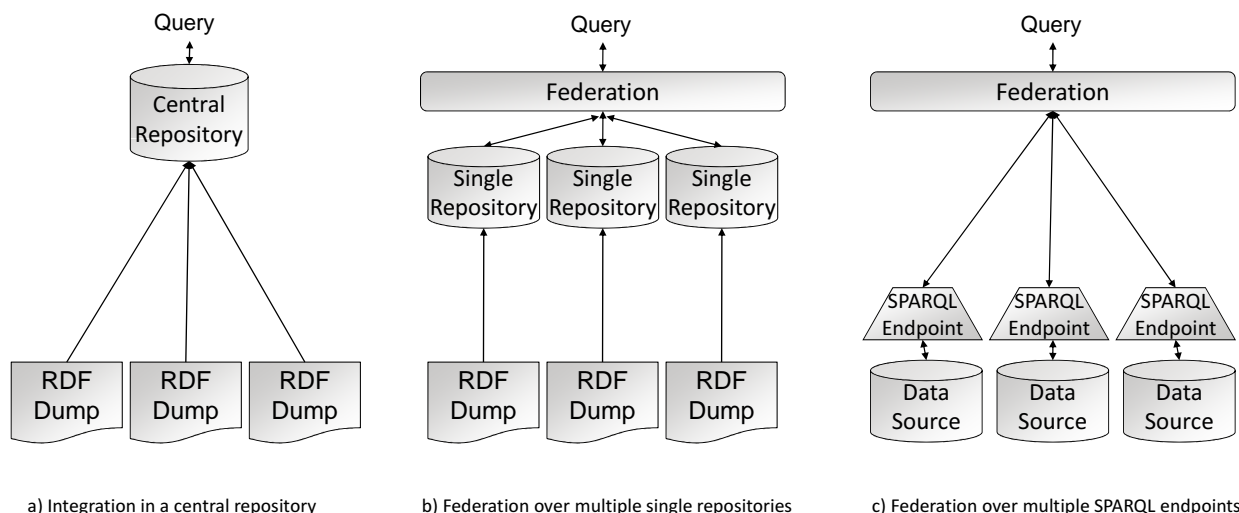 Query
Central
Repository
RDF
Dump
RDF
Dump
RDF
Dump
a) Integration in a central repository
Query
Federation
Single
Repository
Single
Repository
Single
Repository
RDF
Dump
RDF
Dump
RDF
Dump
b) Federation over multiple single repositories
Query
Federation
SPARQL
Endpoint
SPARQL
Endpoint
SPARQL
Endpoint
Data
Source
Data
Source
Data
Source
c) Federation over multiple SPARQL endpoints